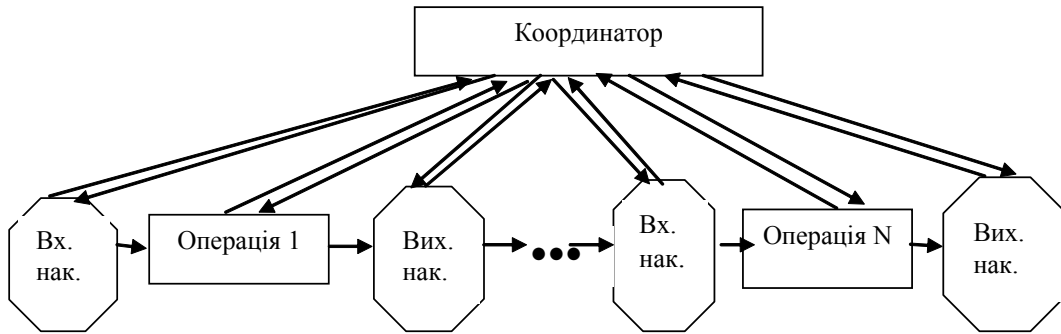 Координатор
Вх.
нак.
Операція 1
Вих.
нак.
Вх.
нак.
Операція N
Вих.
нак.